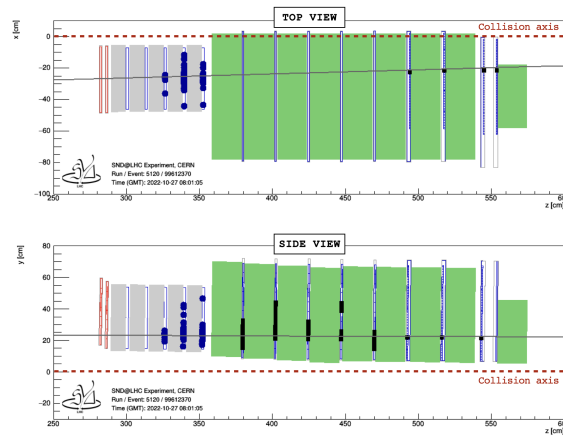 TOP VIEW
x [cm]
Collision axis
0
−20
−40
−60
−80
−100
SND@LHC Experiment, CERN
Run / Event: 5120 / 99612370
Time (GMT): 2022-10-27 08:01:05
250 300 350 400 450 500 550 60
z [cm]
SIDE VIEW
y [cm]
80
60
40
20
0
−20
Collision axis
SND@LHC Experiment, CERN
Run / Event: 5120 / 99612370
Time (GMT): 2022-10-27 08:01:05
250 300 350 400 450 500 550 60
z [cm]